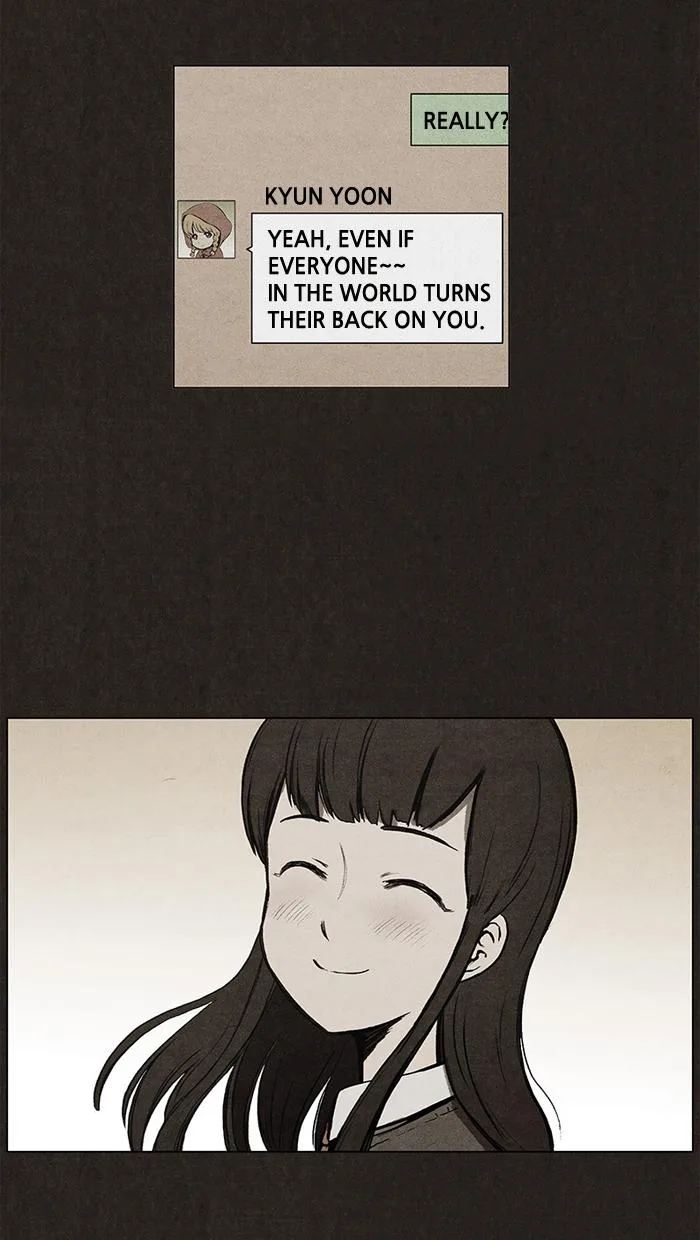 REALLY?
KYUN YOON
YEAH, EVEN IF
EVERYONE~~
IN THE WORLD TURNS
THEIR BACK ON YOU.